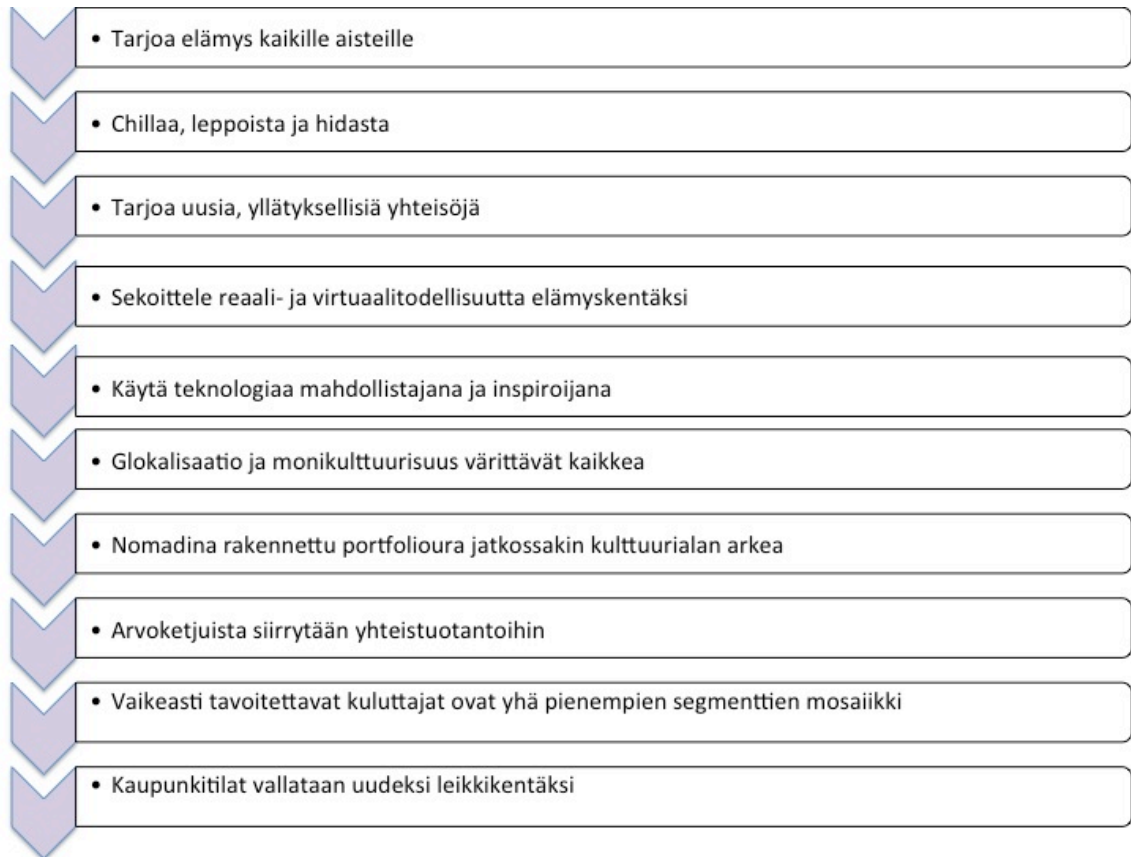 • Tarjoa elämys kaikille aisteille
• Chillaa, leppoista ja hidasta
• Tarjoa uusia, yllätyksellisiä yhteisöjä
• Sekoittele reaali- ja virtuaalitodellisuutta elämyskentäksi
• Käytä teknologiaa mahdollistajana ja inspiroijana
• Glokalisaatio ja monikulttuurisuus värittävät kaikkea
• Nomadina rakennettu portfolioura jatkossakin kulttuurialan arkea
• Arvoketjuista siirrytään yhteistuotantoihin
• Vaikeasti tavoitettavat kuluttajat ovat yhä pienempien segmenttien mosaiikki
• Kaupunkitilat vallataan uudeksi leikkikentäksi